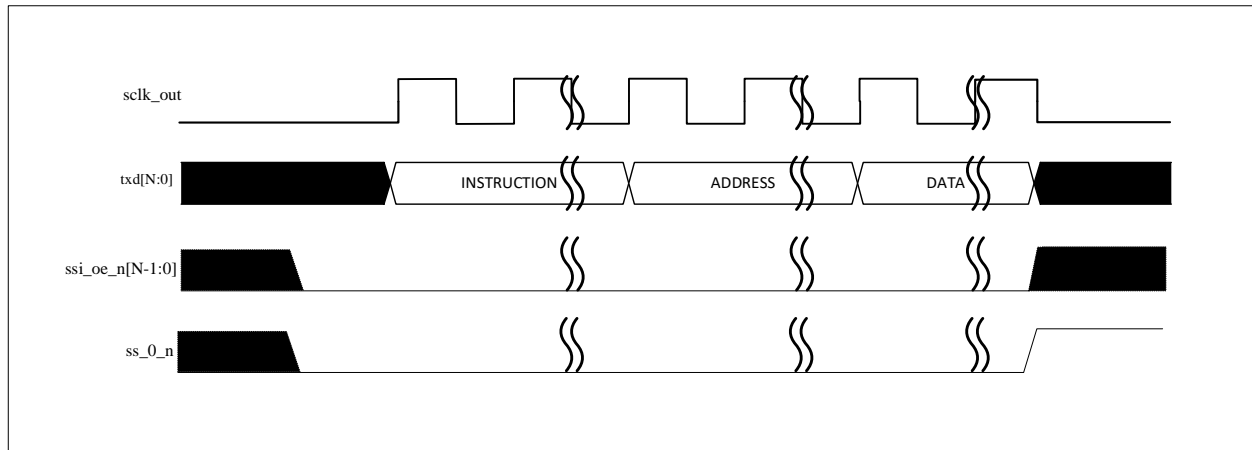 sclk_out
txd[N:0]
INSTRUCTION ADDRESS DATA
ssi_oe_n[N-1:0]
ss_0_n